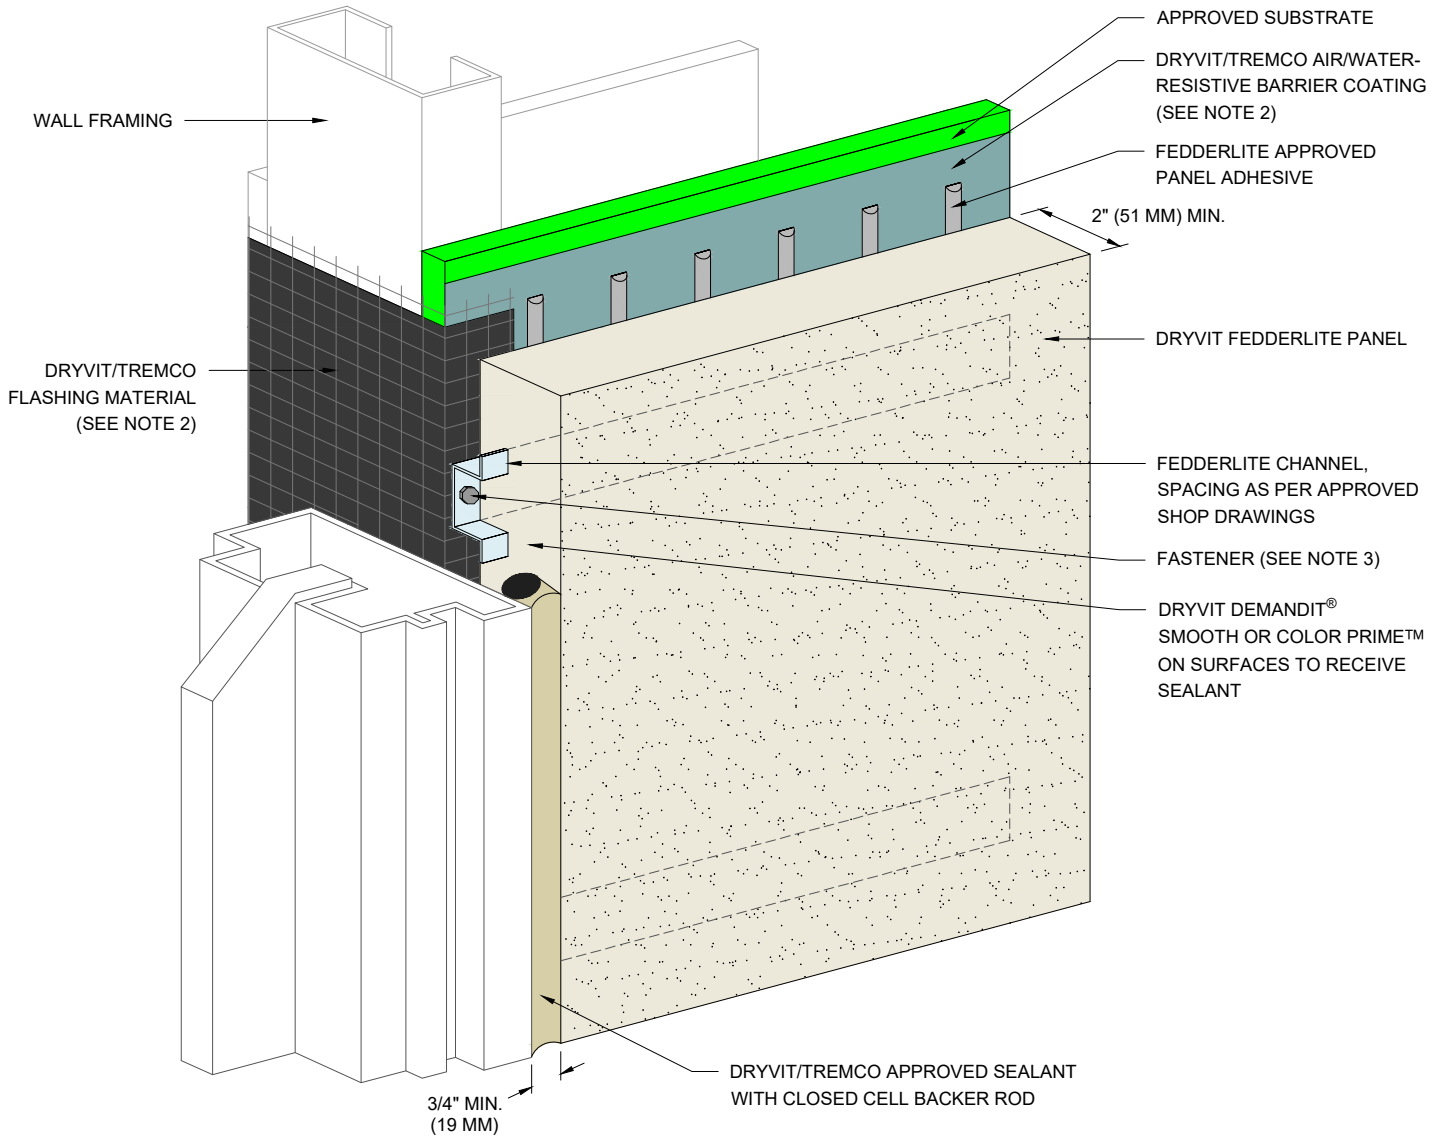 APPROVED SUBSTRATE
DRYVIT/TREMCO AIR/WATER-
RESISTIVE BARRIER COATING
(SEE NOTE 2)
WALL FRAMING
FEDDERLITE APPROVED
PANEL ADHESIVE
2" (51 MM) MIN.
DRYVIT FEDDERLITE PANEL
DRYVIT/TREMCO
FLASHING MATERIAL
(SEE NOTE 2)
FEDDERLITE CHANNEL,
SPACING AS PER APPROVED
SHOP DRAWINGS
FASTENER (SEE NOTE 3)
DRYVIT DEMANDIT®
SMOOTH OR COLOR PRIME™
ON SURFACES TO RECEIVE
SEALANT
DRYVIT/TREMCO APPROVED SEALANT
WITH CLOSED CELL BACKER ROD
3/4" MIN.
(19 MM)